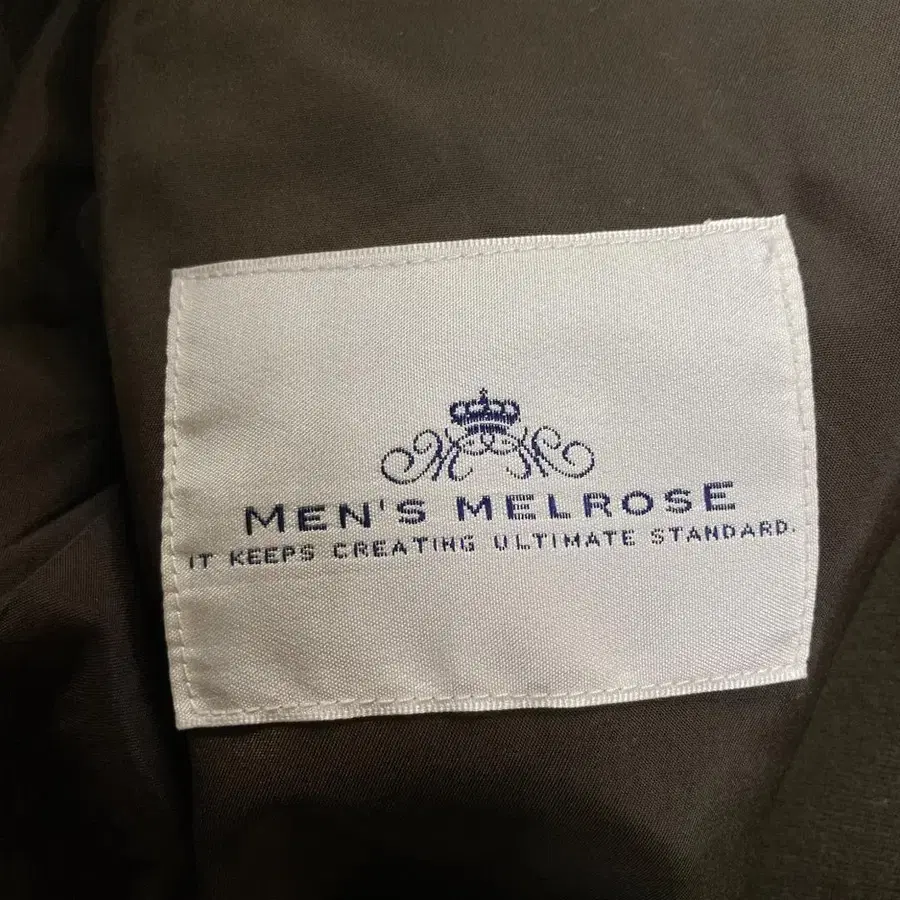 MEN'S MELROSE
IT KEEPS CREATING ULTIMATE STANDARD.